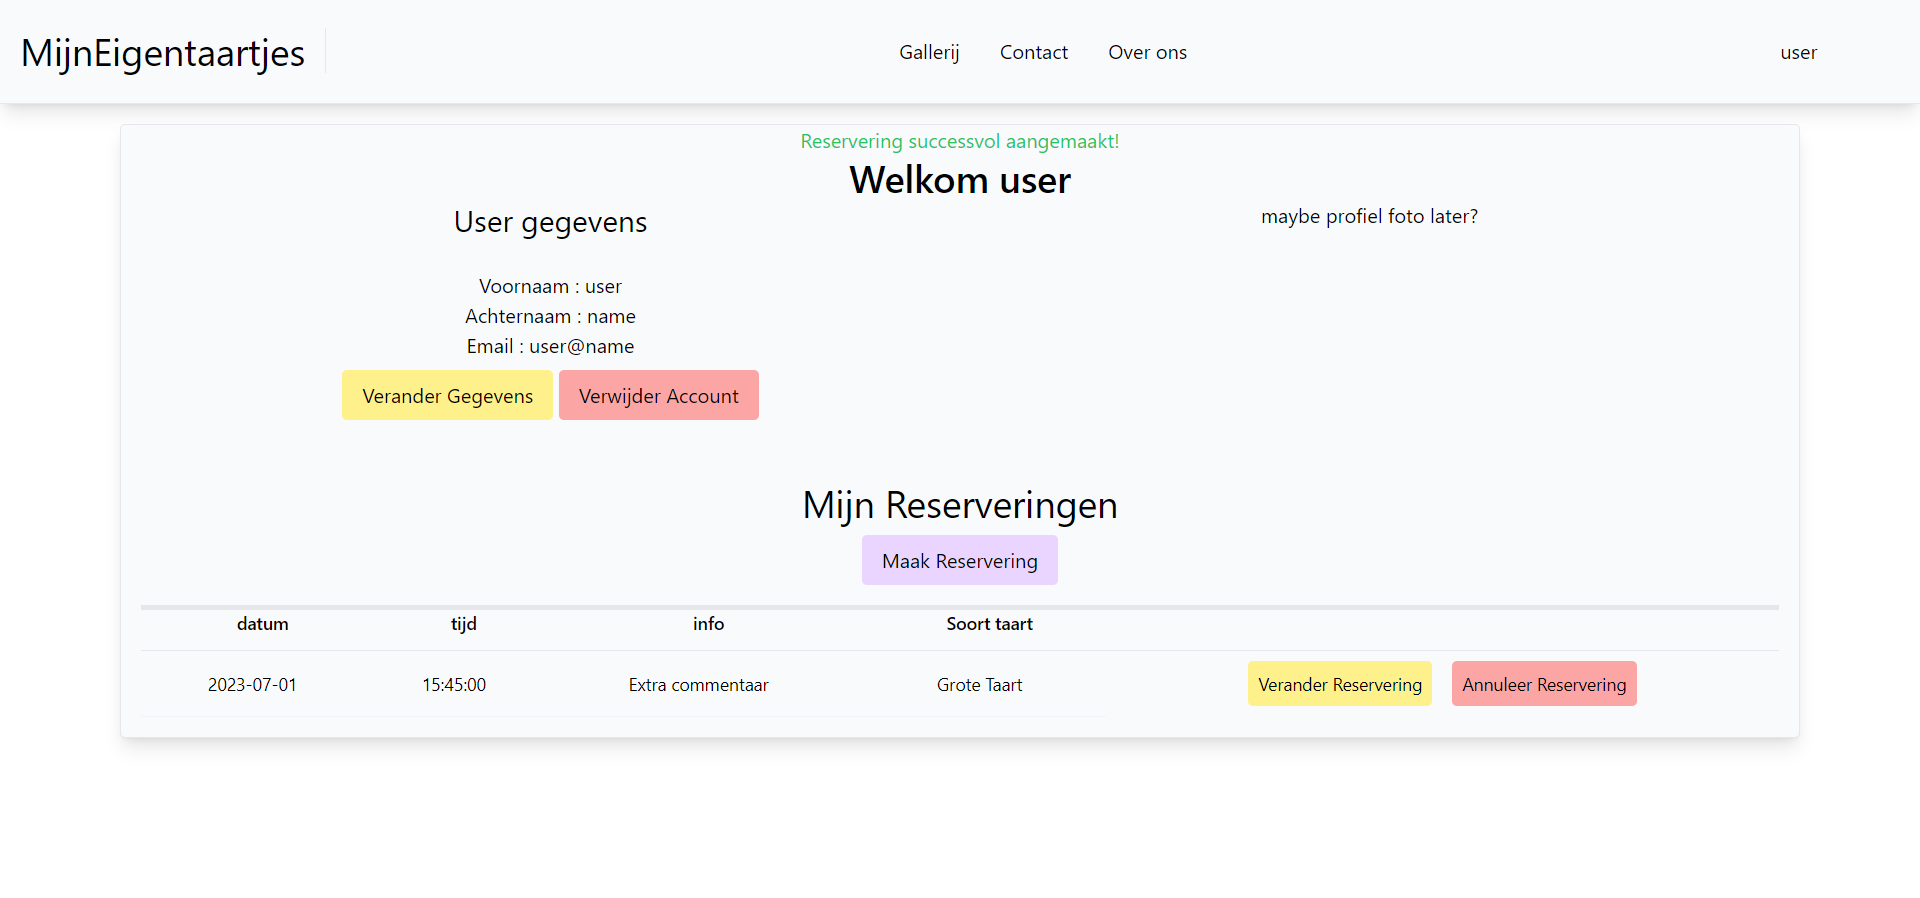 MijnEigentaartjes
Gallerij Contact Over ons
user
Reservering successvol aangemaakt!
Welkom user
User gegevens
maybe profiel foto later?
Voornaam : user
Achternaam : name
Email : user@name
Verander Gegevens Verwijder Account
Mijn Reserveringen
Maak Reservering
datum tijd info Soort taart
2023-07-01 15:45:00 Extra commentaar Grote Taart Verander Reservering Annuleer Reservering